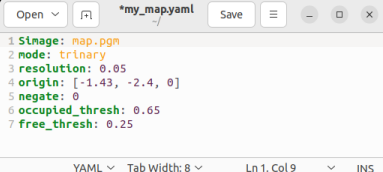 Open
*my_map.yaml
~/
Save
1 Simage: map.pgm
2 mode: trinary
3 resolution: 0.05
4 origin: [-1.43, -2.4, 0]
5 negate: 0
6 occupied_thresh: 0.65
7 free_thresh: 0.25
YAML Tab Width: 8 Ln 1, Col 9 INS